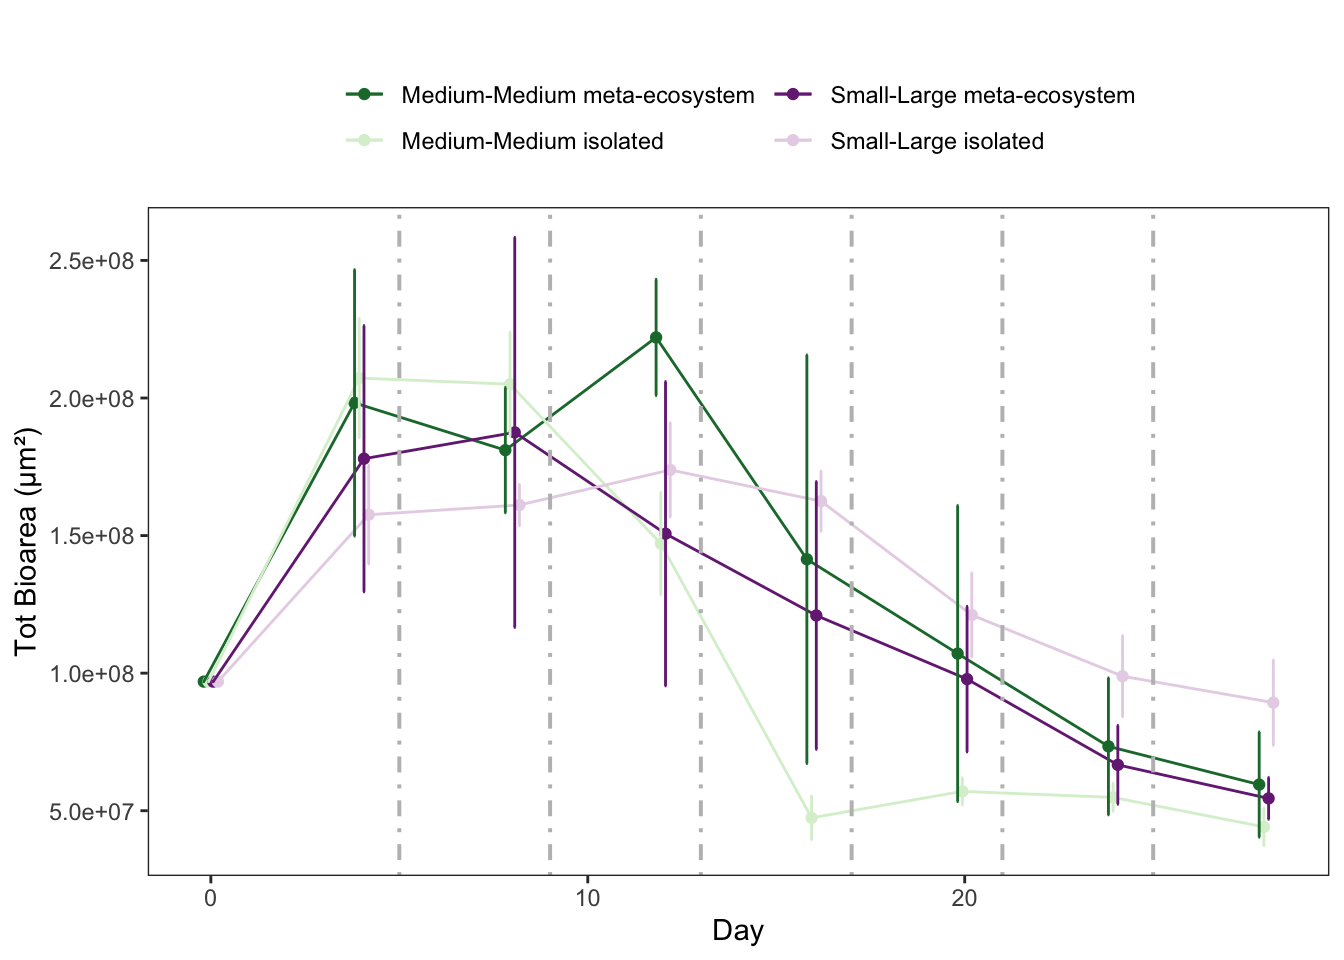 Medium-Medium meta-ecosystem
Small-Large meta-ecosystem
Medium-Medium isolated
Small-Large isolated
Tot Bioarea (µm²)
2.5e+08
2.0e+08
1.5e+08
1.0e+08
5.0e+07
0
10
20
Day